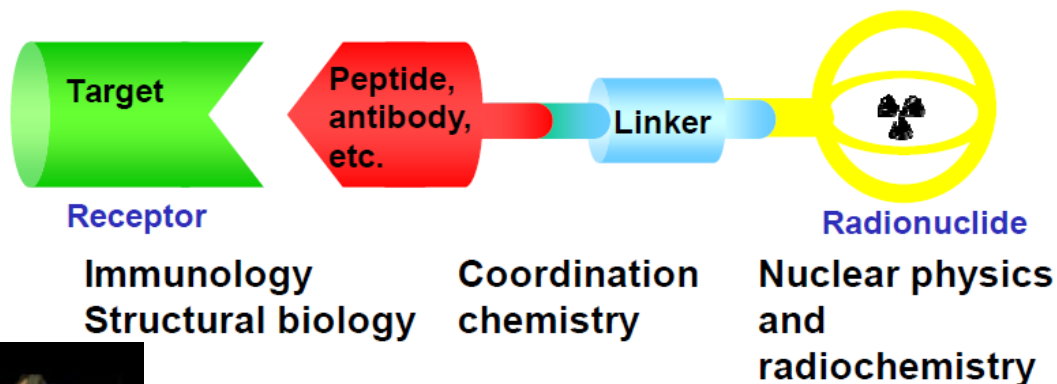 Target
Peptide,
antibody,
etc.
Linker
Receptor
Radionuclide
Immunology
Structural biology
Coordination
chemistry
Nuclear physics
and
radiochemistry